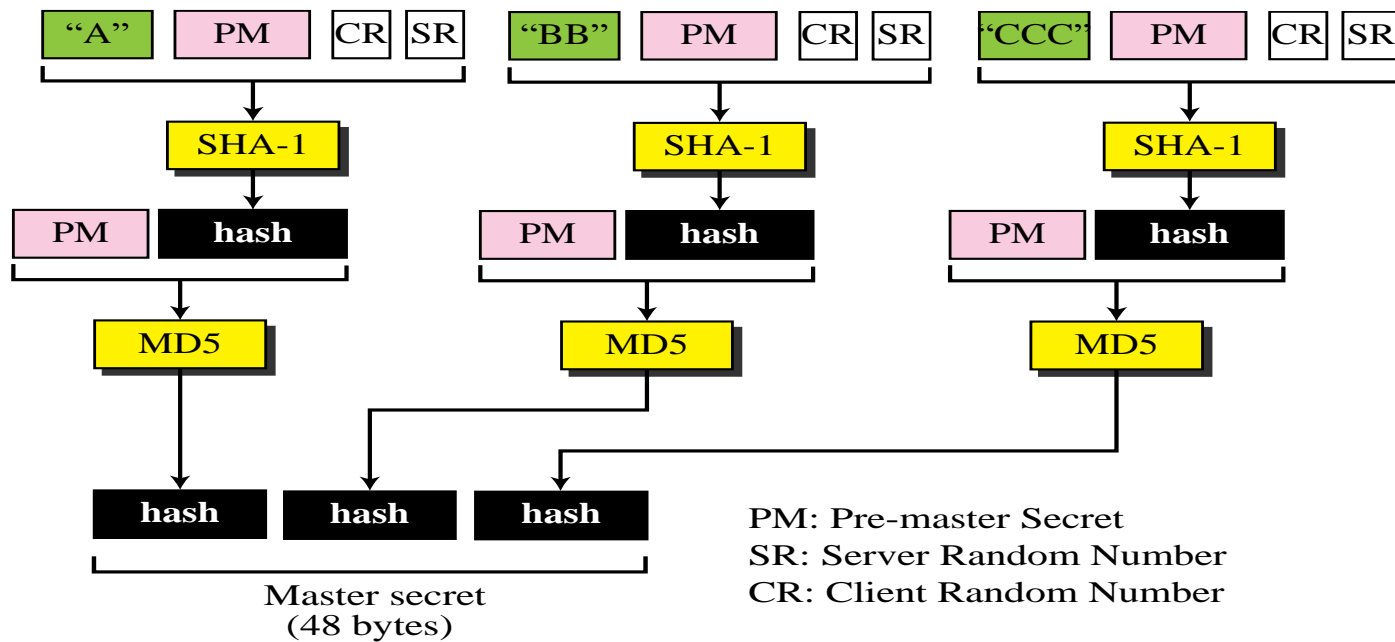 “A” PM CR SR “BB” PM CR SR “CCC” PM CR SR
SHA-1 SHA-1 SHA-1
PM hash PM hash PM hash
MD5 MD5 MD5
hash hash hash
PM: Pre-master Secret
SR: Server Random Number
CR: Client Random Number
Master secret
(48 bytes)